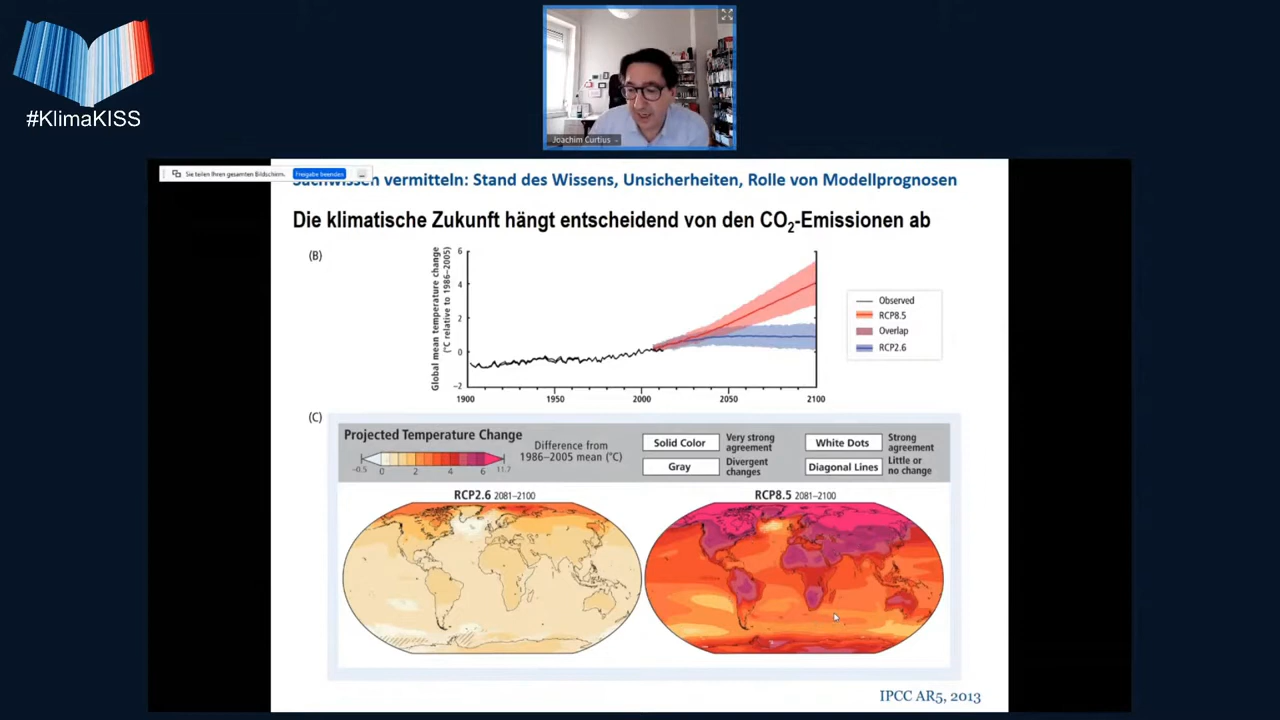 #KlimaKISS
Joachim Curtius
Sie teilen Ihren gesamten Bildschirm.
Freigabe beenden
Sachwissen vermitteln: Stand des Wissens, Unsicherheiten, Rolle von Modellprognosen
Die klimatische Zukunft hängt entscheidend von den CO₂-Emissionen ab
(B)
Global mean temperature change
(°C relative to 1986–2005)
6
4
2
0
−2
1900
1950
2000
2050
2100
Observed
RCP8.5
Overlap
RCP2.6
(C)
Projected Temperature Change
Difference from
1986–2005 mean (°C)
−0.5 0 2 4 6 11.7
Solid Color
Very strong
agreement
White Dots
Strong
agreement
Gray
Divergent
changes
Diagonal Lines
Little or
no change
RCP2.6 2081–2100
RCP8.5 2081–2100
IPCC AR5, 2013